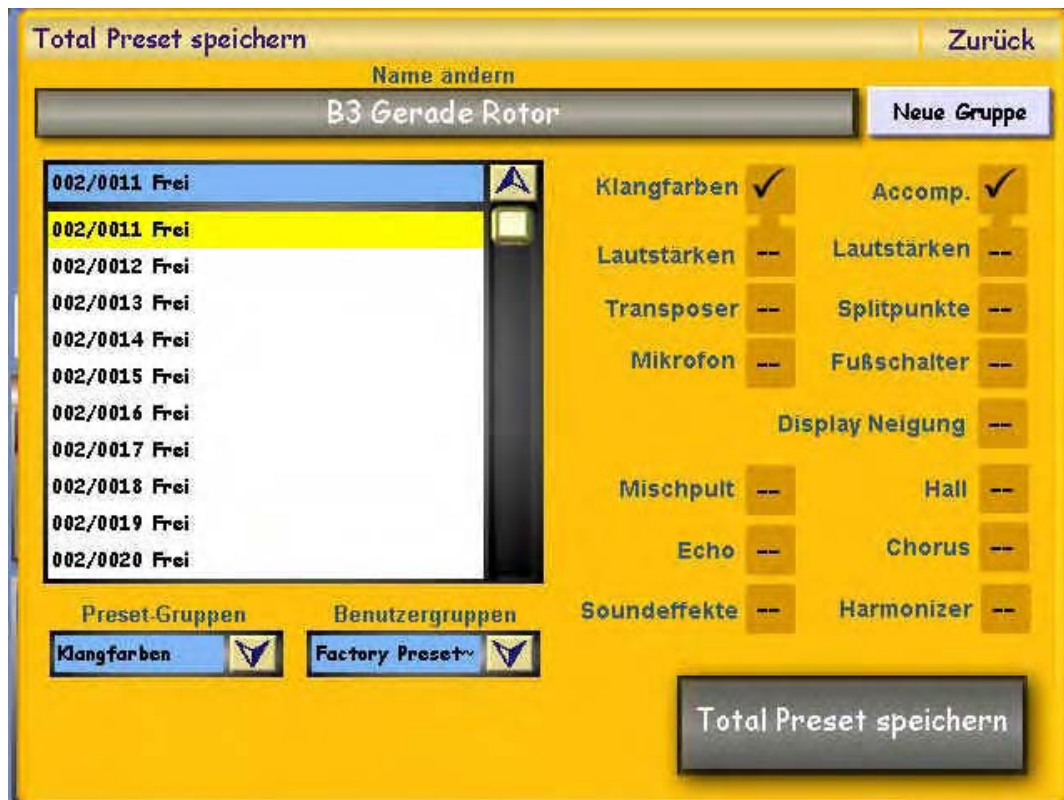 Total Preset speichern
Zurück
Name ändern
B3 Gerade Rotor
Neue Gruppe
002/0011 Frei
002/0011 Frei
002/0012 Frei
002/0013 Frei
002/0014 Frei
002/0015 Frei
002/0016 Frei
002/0017 Frei
002/0018 Frei
002/0019 Frei
002/0020 Frei
Preset-Gruppen
Benutzergruppen
Klangfarben
Factory Preset~
Klangfarben ✓
Accomp. ✓
Lautstärken --
Lautstärken --
Transposer --
Splitpunkte --
Mikrofon --
Fußschalter --
Display Neigung --
Mischpult --
Hall --
Echo --
Chorus --
Soundeffekte --
Harmonizer --
Total Preset speichern